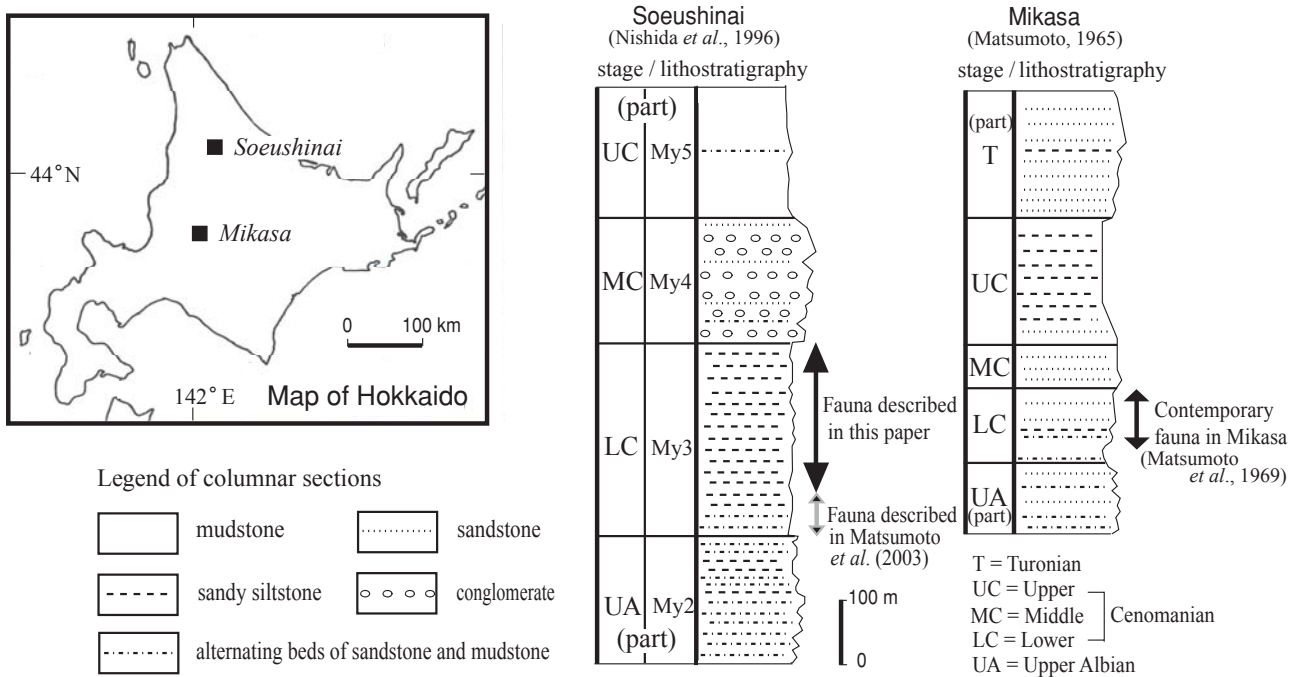 Soeushinai
44° N
Mikasa
0 100 km
142° E
Map of Hokkaido
Legend of columnar sections
mudstone
sandstone
sandy siltstone
conglomerate
alternating beds of sandstone and mudstone
Soeushinai
(Nishida et al., 1996)
stage / lithostratigraphy
(part)
UC My5
MC My4
LC My3
UA My2
(part)
Fauna described
in this paper
Fauna described
in Matsumoto
et al. (2003)
100 m
0
Mikasa
(Matsumoto, 1965)
stage / lithostratigraphy
(part)
T
UC
MC
LC
UA
(part)
Contemporary
fauna in Mikasa
(Matsumoto
et al., 1969)
T = Turonian
UC = Upper
MC = Middle
Cenomanian
LC = Lower
UA = Upper Albian